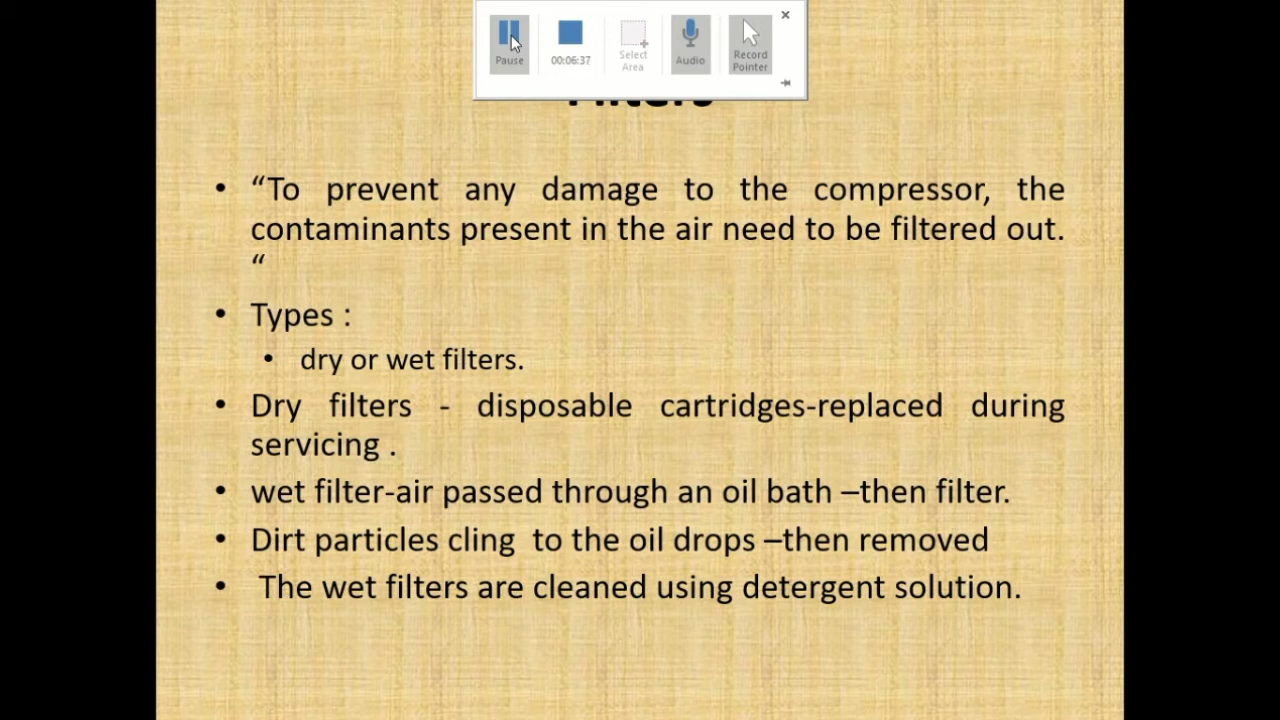 Pause
00:06:37
Select
Area
Audio
Record
Pointer
Filters
• “To prevent any damage to the compressor, the
contaminants present in the air need to be filtered out.
“
• Types :
• dry or wet filters.
• Dry filters - disposable cartridges-replaced during
servicing .
• wet filter-air passed through an oil bath –then filter.
• Dirt particles cling to the oil drops –then removed
• The wet filters are cleaned using detergent solution.